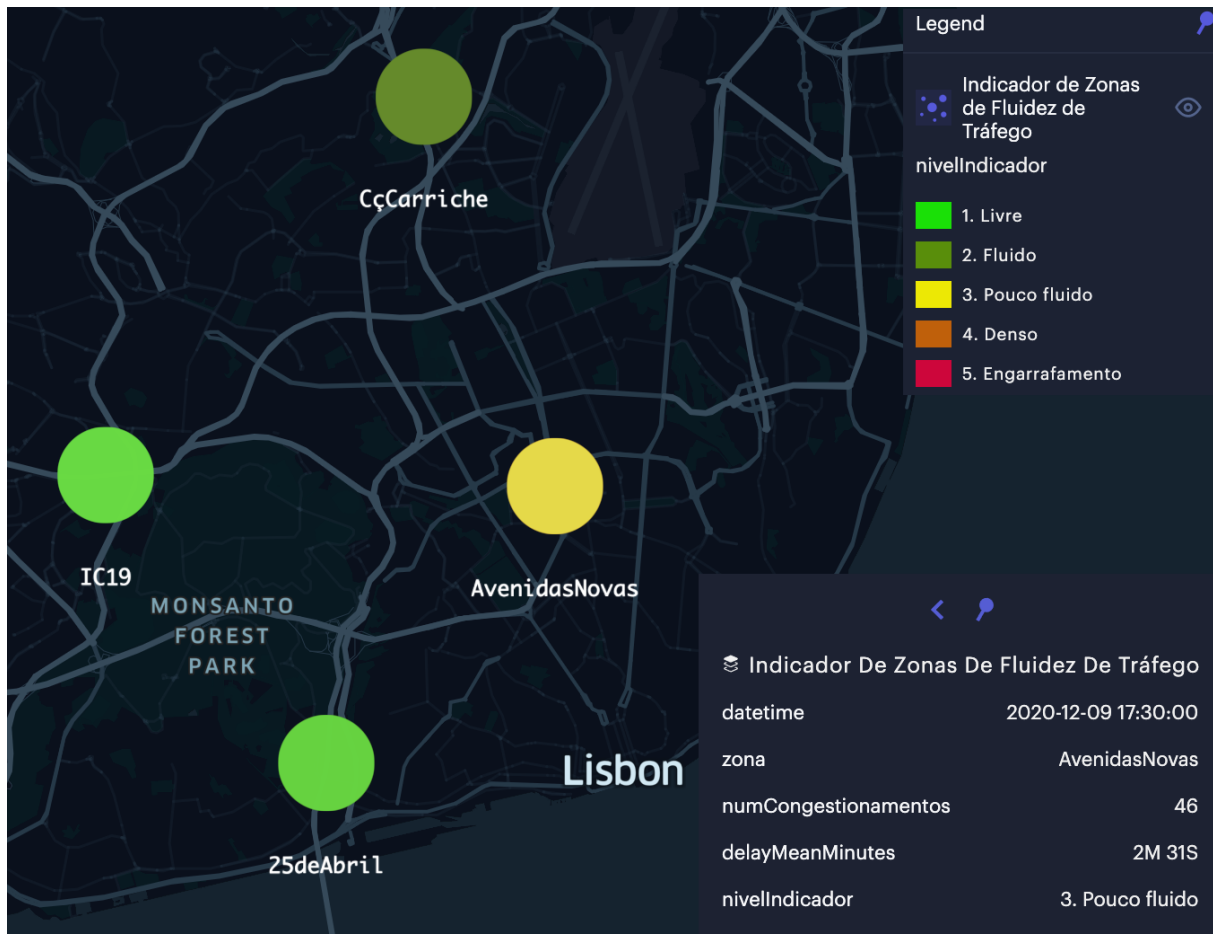 Legend
Indicador de Zonas
de Fluidez de
Tráfego
nivelIndicador
1. Livre
2. Fluido
3. Pouco fluido
4. Denso
5. Engarrafamento
CçCarriche
IC19
AvenidasNovas
MONSANTO
FOREST
PARK
Lisbon
25deAbril
Indicador De Zonas De Fluidez De Tráfego
datetime 2020-12-09 17:30:00
zona AvenidasNovas
numCongestionamentos 46
delayMeanMinutes 2M 31S
nivelIndicador 3. Pouco fluido